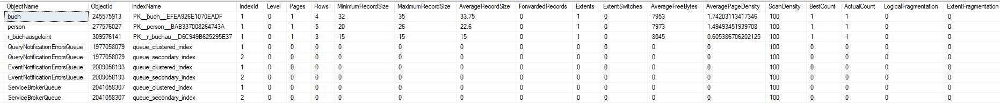 ObjectName ObjectId IndexName IndexId Level Pages Rows MinimumRecordSize MaximumRecordSize AverageRecordSize ForwardedRecords Extents ExtentSwitches AverageFreeBytes AveragePageDensity ScanDensity BestCount ActualCount LogicalFragmentation ExtentFragmentation
buch 245575913 PK__buch__EFEA926E1070EADF 1 0 1 4 32 35 33.75 0 1 0 7953 1.74203113417346 100 1 1 0 0
person 277576027 PK__person__BAB337008264743A 1 0 1 5 20 26 22.6 0 1 0 7973 1.49493451939708 100 1 1 0 0
r_buchausgeleiht 309576141 PK__r_buchau__D6C949B625295E37 1 0 1 3 15 15 15 0 1 0 8045 0.605386706202125 100 1 1 0 0
QueryNotificationErrorsQueue 1977058079 queue_clustered_index 1 0 0 0 0 0 0 0 0 0 0 0 100 0 0 0 0
QueryNotificationErrorsQueue 1977058079 queue_secondary_index 2 0 0 0 0 0 0 0 0 0 0 0 100 0 0 0 0
EventNotificationErrorsQueue 2009058193 queue_clustered_index 1 0 0 0 0 0 0 0 0 0 0 0 100 0 0 0 0
EventNotificationErrorsQueue 2009058193 queue_secondary_index 2 0 0 0 0 0 0 0 0 0 0 0 100 0 0 0 0
ServiceBrokerQueue 2041058307 queue_clustered_index 1 0 0 0 0 0 0 0 0 0 0 0 100 0 0 0 0
ServiceBrokerQueue 2041058307 queue_secondary_index 2 0 0 0 0 0 0 0 0 0 0 0 100 0 0 0 0